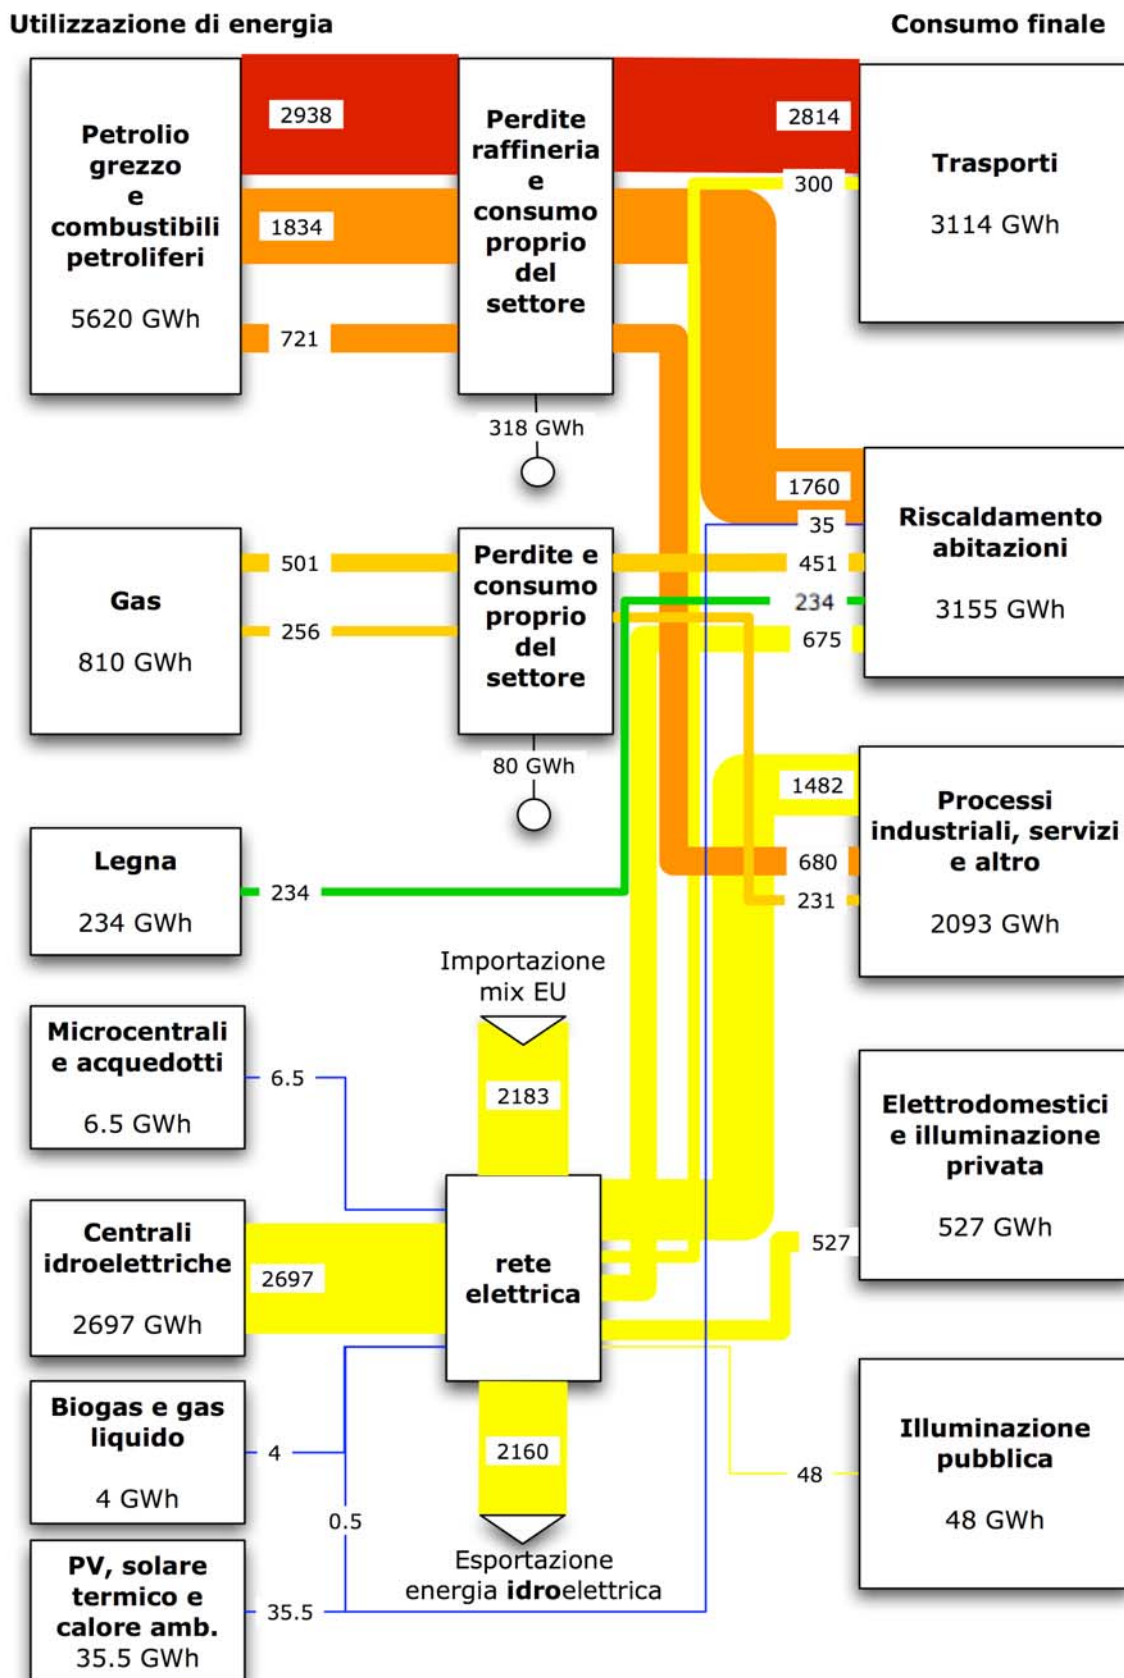 Utilizzazione di energia
Consumo finale
Petrolio
grezzo
e
combustibili
petroliferi
5620 GWh
2938
1834
721
Perdite
raffineria
e
consumo
proprio
del
settore
318 GWh
2814
300
Trasporti
3114 GWh
1760
35
451
234
675
Riscaldamento
abitazioni
3155 GWh
Gas
810 GWh
501
256
Perdite e
consumo
proprio
del
settore
80 GWh
1482
680
231
Processi
industriali, servizi
e altro
2093 GWh
Legna
234 GWh
234
Importazione
mix EU
2183
Microcentrali
e acquedotti
6.5 GWh
6.5
Elettrodomestici
e illuminazione
privata
527 GWh
527
Centrali
idroelettriche
2697 GWh
2697
rete
elettrica
2160
Esportazione
energia idroelettrica
Biogas e gas
liquido
4 GWh
4
0.5
Illuminazione
pubblica
48 GWh
48
PV, solare
termico e
calore amb.
35.5 GWh
35.5